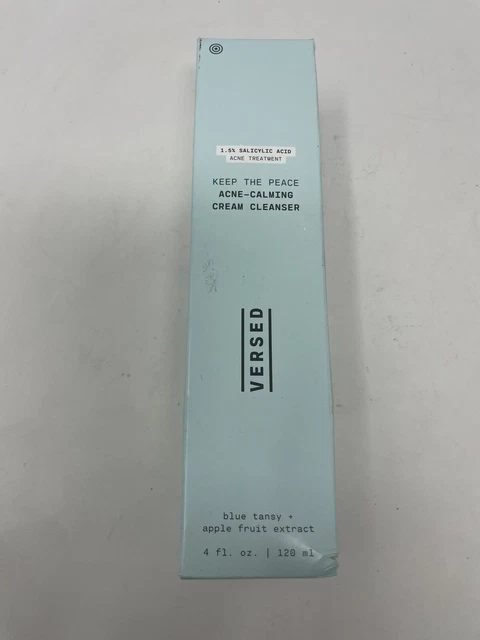 1.5% SALICYLIC ACID
ACNE TREATMENT
KEEP THE PEACE
ACNE-CALMING
CREAM CLEANSER
VERSED
blue tansy +
apple fruit extract
4 fl. oz. | 120 ml